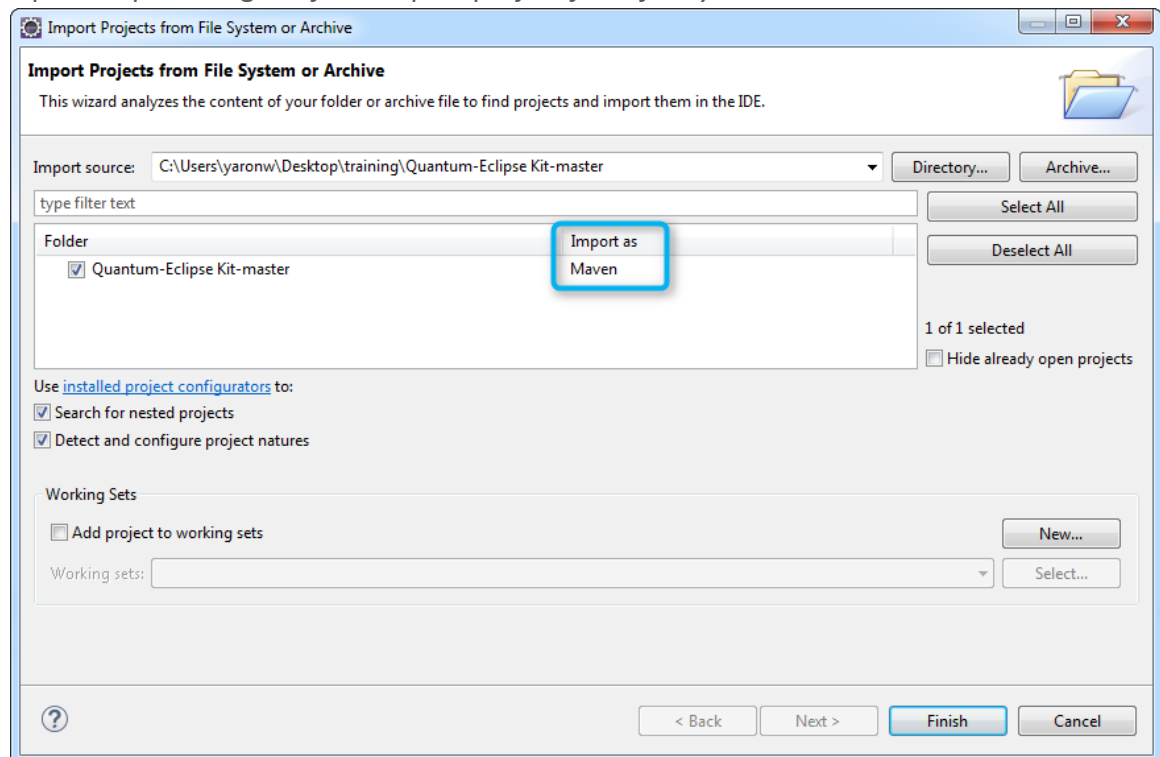 Import Projects from File System or Archive
Import Projects from File System or Archive
This wizard analyzes the content of your folder or archive file to find projects and import them in the IDE.
Import source: C:\Users\yaronw\Desktop\training\Quantum-Eclipse Kit-master Directory... Archive...
type filter text Select All
Folder Import as Deselect All
Quantum-Eclipse Kit-master Maven
1 of 1 selected
Hide already open projects
Use installed project configurators to:
Search for nested projects
Detect and configure project natures
Working Sets
Add project to working sets New...
Working sets: Select...
? < Back Next > Finish Cancel